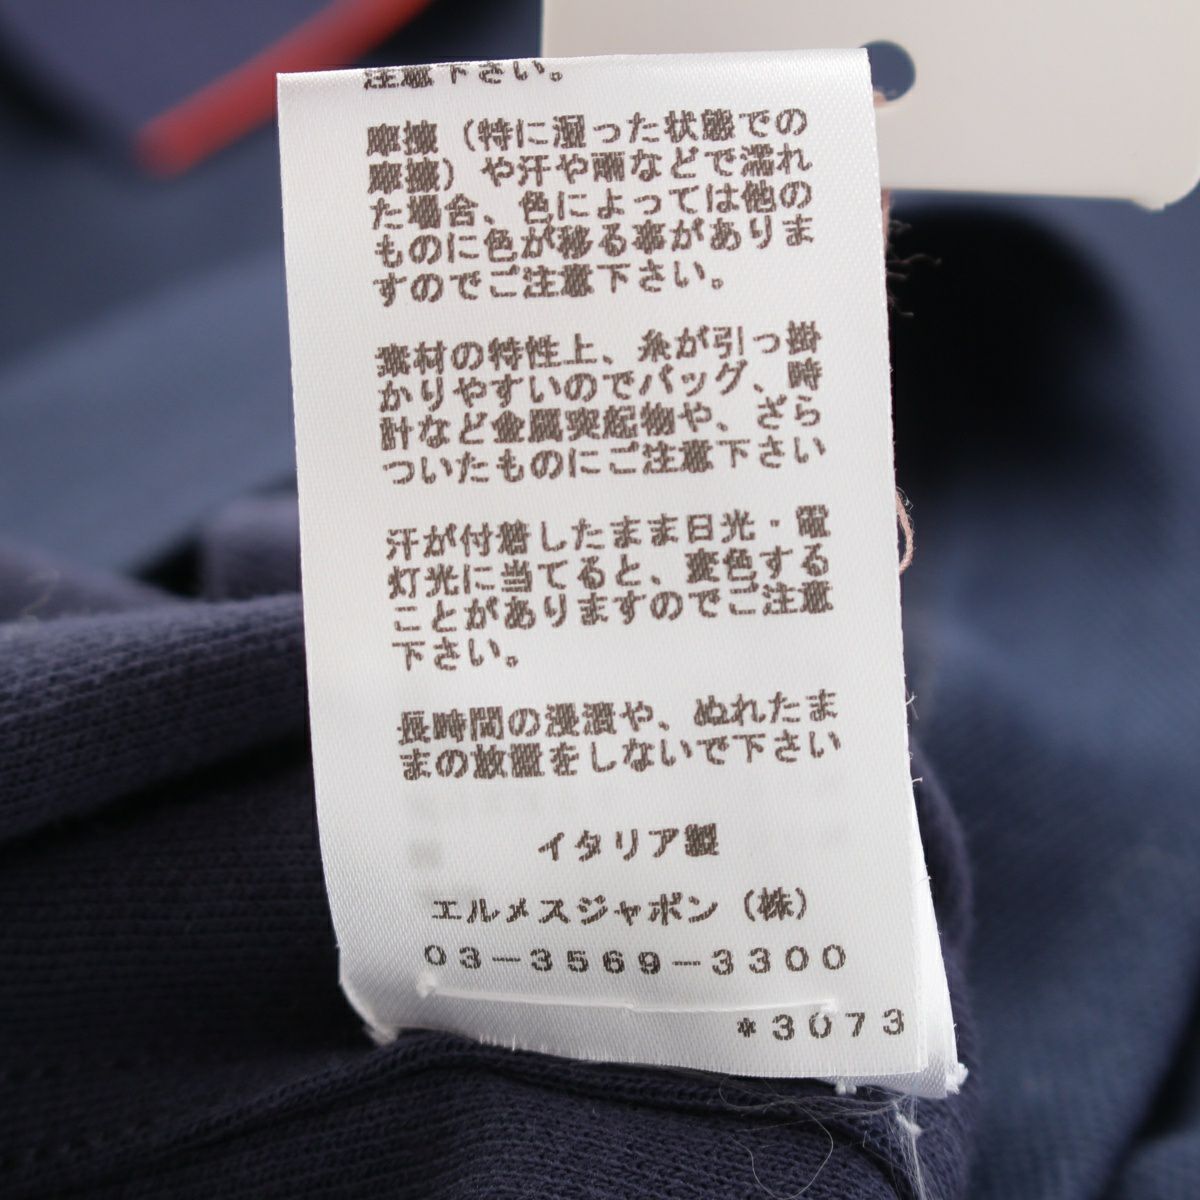 注意下さい。
摩擦（特に湿った状態での
摩擦）や汗や雨などで濡れ
た場合、色によっては他の
ものに色が移る事がありま
すのでご注意下さい。
素材の特性上、糸が引っ掛
かりやすいのでバッグ、時
計など金属突起物や、ざら
ついたものにご注意下さい
汗が付着したまま日光・電
灯光に当てると、変色する
ことがありますのでご注意
下さい。
長時間の浸漬や、ぬれたま
まの放置をしないで下さい
イタリア製
エルメスジャポン（株）
03-3569-3300
*3073